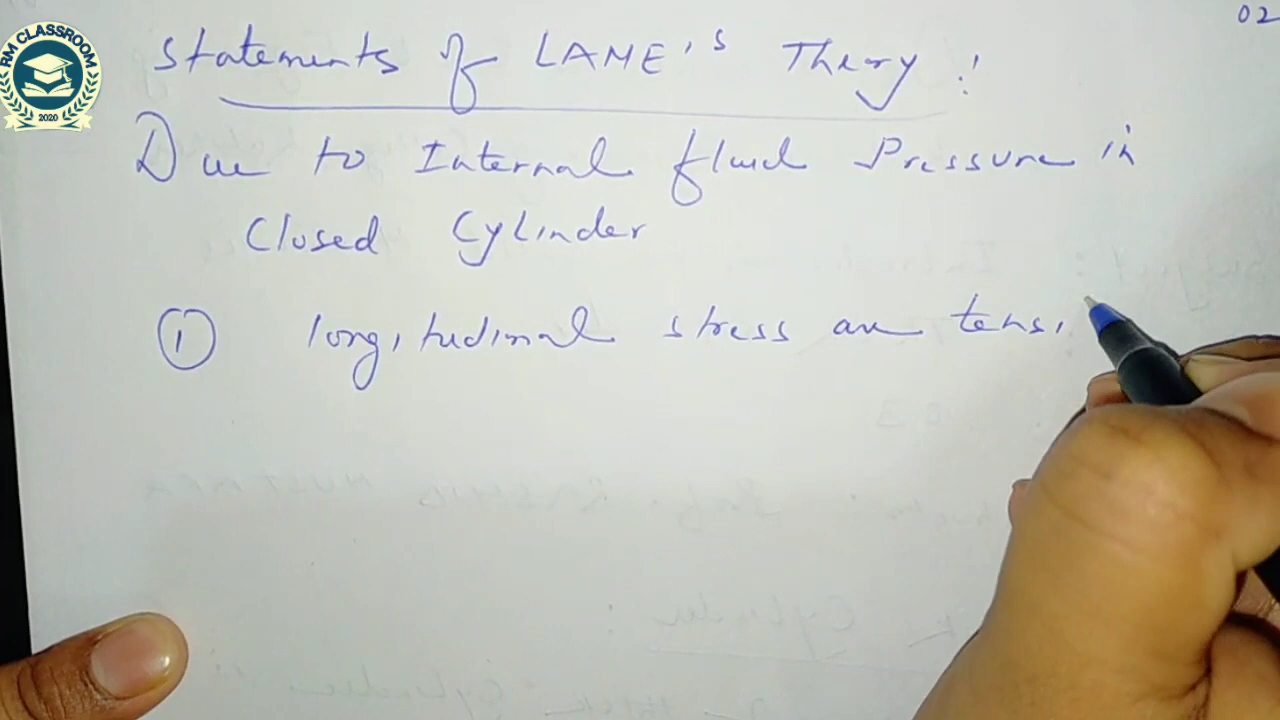 02
RM CLASSROOM
2020
Statements of LAME's Theory :
Due to Internal fluid Pressure in
Closed Cylinder
① longitudinal stress are tensi